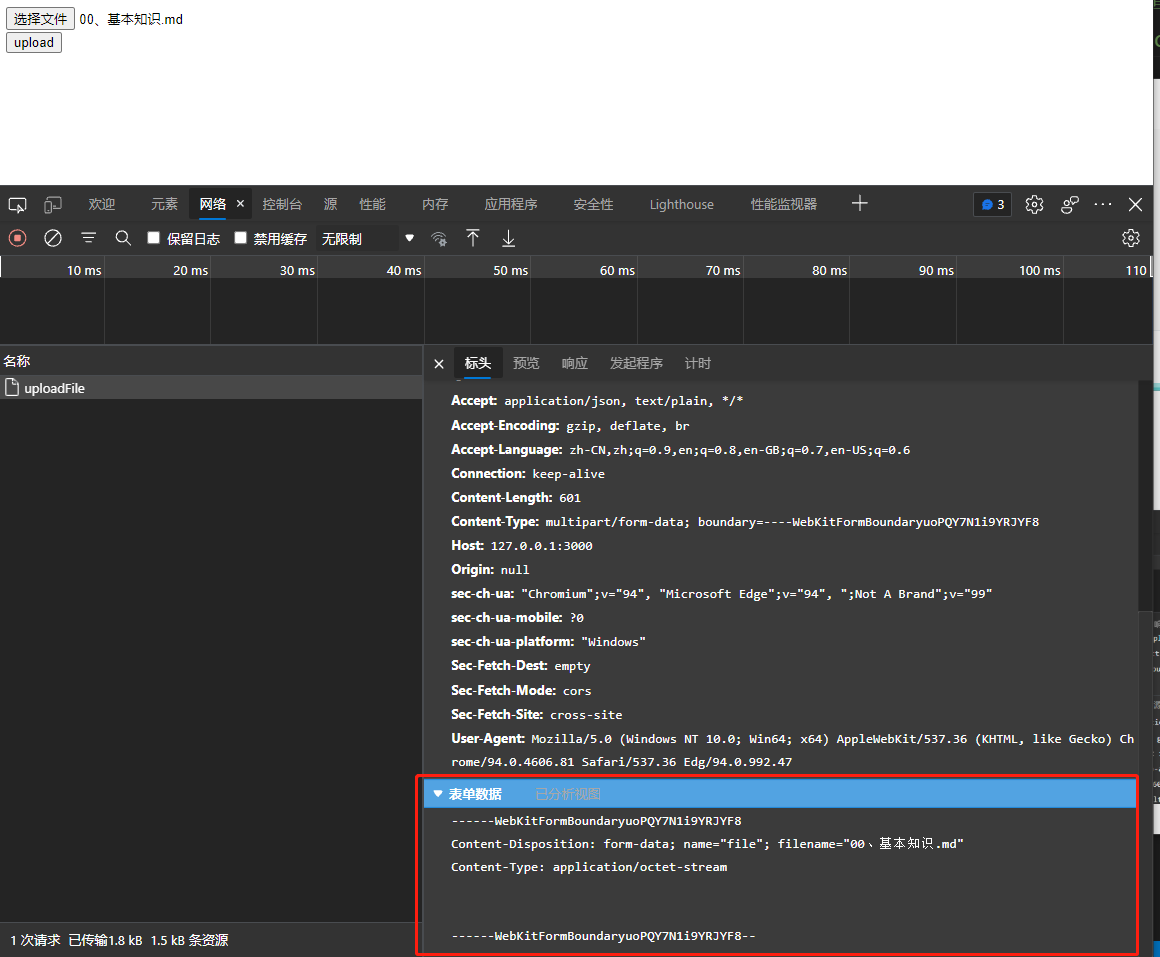 选择文件 00、基本知识.md
upload
欢迎 元素 网络 × 控制台 源 性能 内存 应用程序 安全性 Lighthouse 性能监视器 3
保留日志 禁用缓存 无限制
10 ms 20 ms 30 ms 40 ms 50 ms 60 ms 70 ms 80 ms 90 ms 100 ms 110
名称
uploadFile
标头 预览 响应 发起程序 计时
Accept: application/json, text/plain, */*
Accept-Encoding: gzip, deflate, br
Accept-Language: zh-CN,zh;q=0.9,en;q=0.8,en-GB;q=0.7,en-US;q=0.6
Connection: keep-alive
Content-Length: 601
Content-Type: multipart/form-data; boundary=----WebKitFormBoundaryuoPQY7N1i9YRJYF8
Host: 127.0.0.1:3000
Origin: null
sec-ch-ua: "Chromium";v="94", "Microsoft Edge";v="94", ";Not A Brand";v="99"
sec-ch-ua-mobile: ?0
sec-ch-ua-platform: "Windows"
Sec-Fetch-Dest: empty
Sec-Fetch-Mode: cors
Sec-Fetch-Site: cross-site
User-Agent: Mozilla/5.0 (Windows NT 10.0; Win64; x64) AppleWebKit/537.36 (KHTML, like Gecko) Ch
rome/94.0.4606.81 Safari/537.36 Edg/94.0.992.47
表单数据 已分析视图
------WebKitFormBoundaryuoPQY7N1i9YRJYF8
Content-Disposition: form-data; name="file"; filename="00、基本知识.md"
Content-Type: application/octet-stream
------WebKitFormBoundaryuoPQY7N1i9YRJYF8--
1 次请求 已传输1.8 kB 1.5 kB 条资源